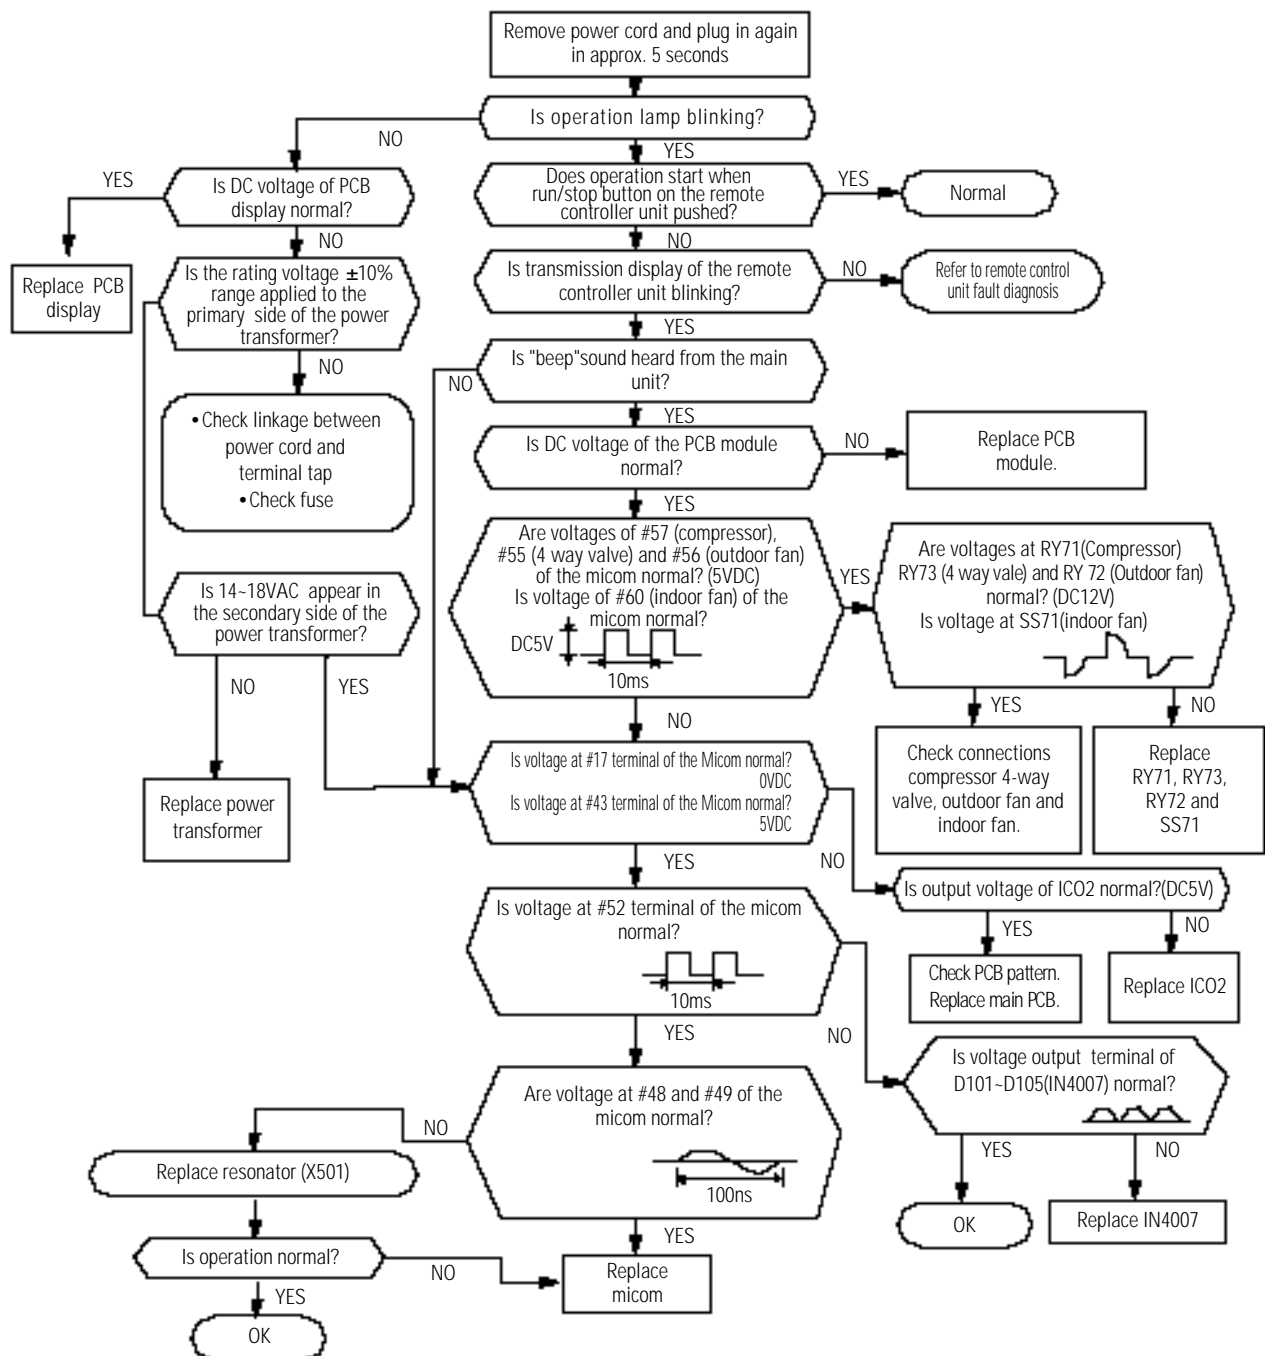 Remove power cord and plug in again
in approx. 5 seconds
Is operation lamp blinking?
NO
YES
Is DC voltage of PCB
display normal?
YES
NO
Does operation start when
run/stop button on the remote
controller unit pushed?
YES
Normal
NO
Replace PCB
display
Is the rating voltage ±10%
range applied to the
primary side of the power
transformer?
NO
Is transmission display of the remote
controller unit blinking?
NO
Refer to remote control
unit fault diagnosis
YES
Is "beep"sound heard from the main
unit?
NO
YES
•Check linkage between
power cord and
terminal tap
•Check fuse
Is DC voltage of the PCB module
normal?
NO
Replace PCB
module.
YES
Are voltages of #57 (compressor),
#55 (4 way valve) and #56 (outdoor fan)
of the micom normal? (5VDC)
Is voltage of #60 (indoor fan) of the
micom normal?
DC5V
10ms
YES
Are voltages at RY71(Compressor)
RY73 (4 way vale) and RY 72 (Outdoor fan)
normal? (DC12V)
Is voltage at SS71(indoor fan)
NO
YES
NO
Is 14~18VAC appear in
the secondary side of the
power transformer?
NO
YES
Replace power
transformer
Is voltage at #17 terminal of the Micom normal?
0VDC
Is voltage at #43 terminal of the Micom normal?
5VDC
YES
NO
Check connections
compressor 4-way
valve, outdoor fan and
indoor fan.
Replace
RY71, RY73,
RY72 and
SS71
Is output voltage of ICO2 normal?(DC5V)
YES
NO
Check PCB pattern.
Replace main PCB.
Replace ICO2
Is voltage at #52 terminal of the micom
normal?
10ms
YES
NO
Is voltage output terminal of
D101~D105(IN4007) normal?
YES
NO
OK
Replace IN4007
Are voltage at #48 and #49 of the
micom normal?
100ns
NO
YES
Replace resonator (X501)
Is operation normal?
NO
YES
Replace
micom
OK